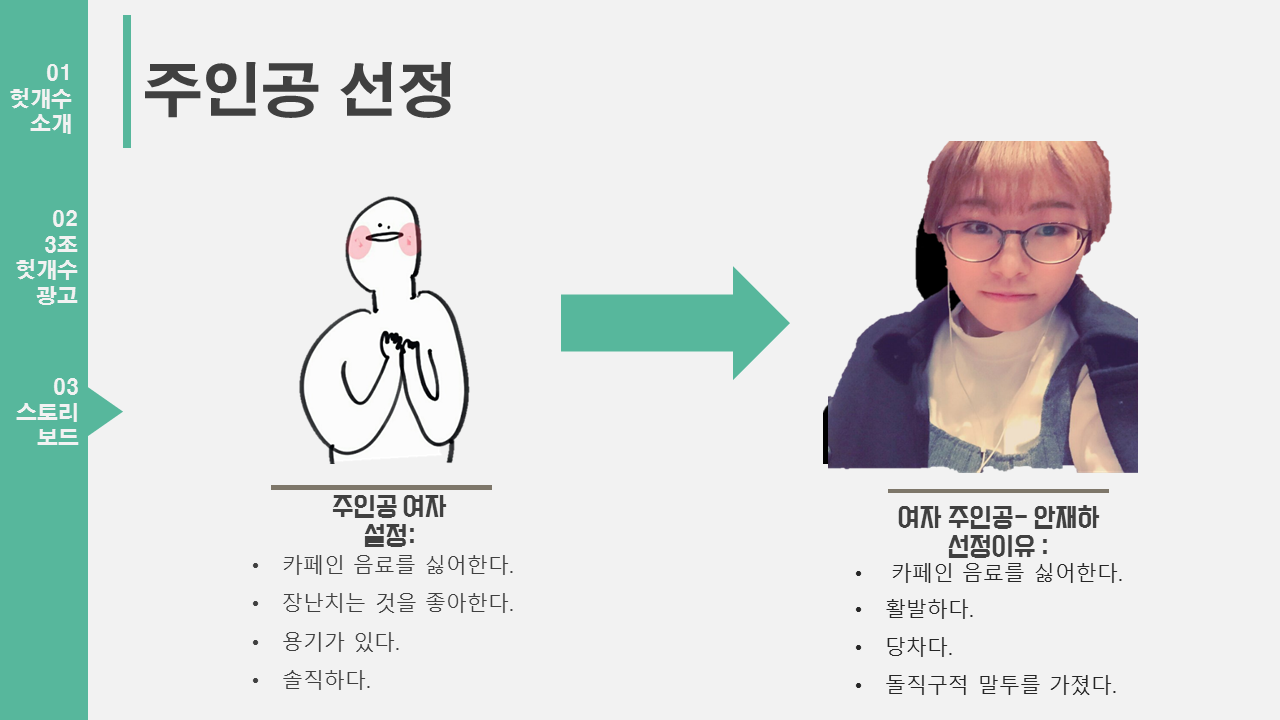 01
헛개수
소개
02
3조
헛개수
광고
03
스토리
보드
주인공 선정
주인공 여자
설정:
• 카페인 음료를 싫어한다.
• 장난치는 것을 좋아한다.
• 용기가 있다.
• 솔직하다.
여자 주인공- 안재하
선정이유 :
• 카페인 음료를 싫어한다.
• 활발하다.
• 당차다.
• 돌직구적 말투를 가졌다.